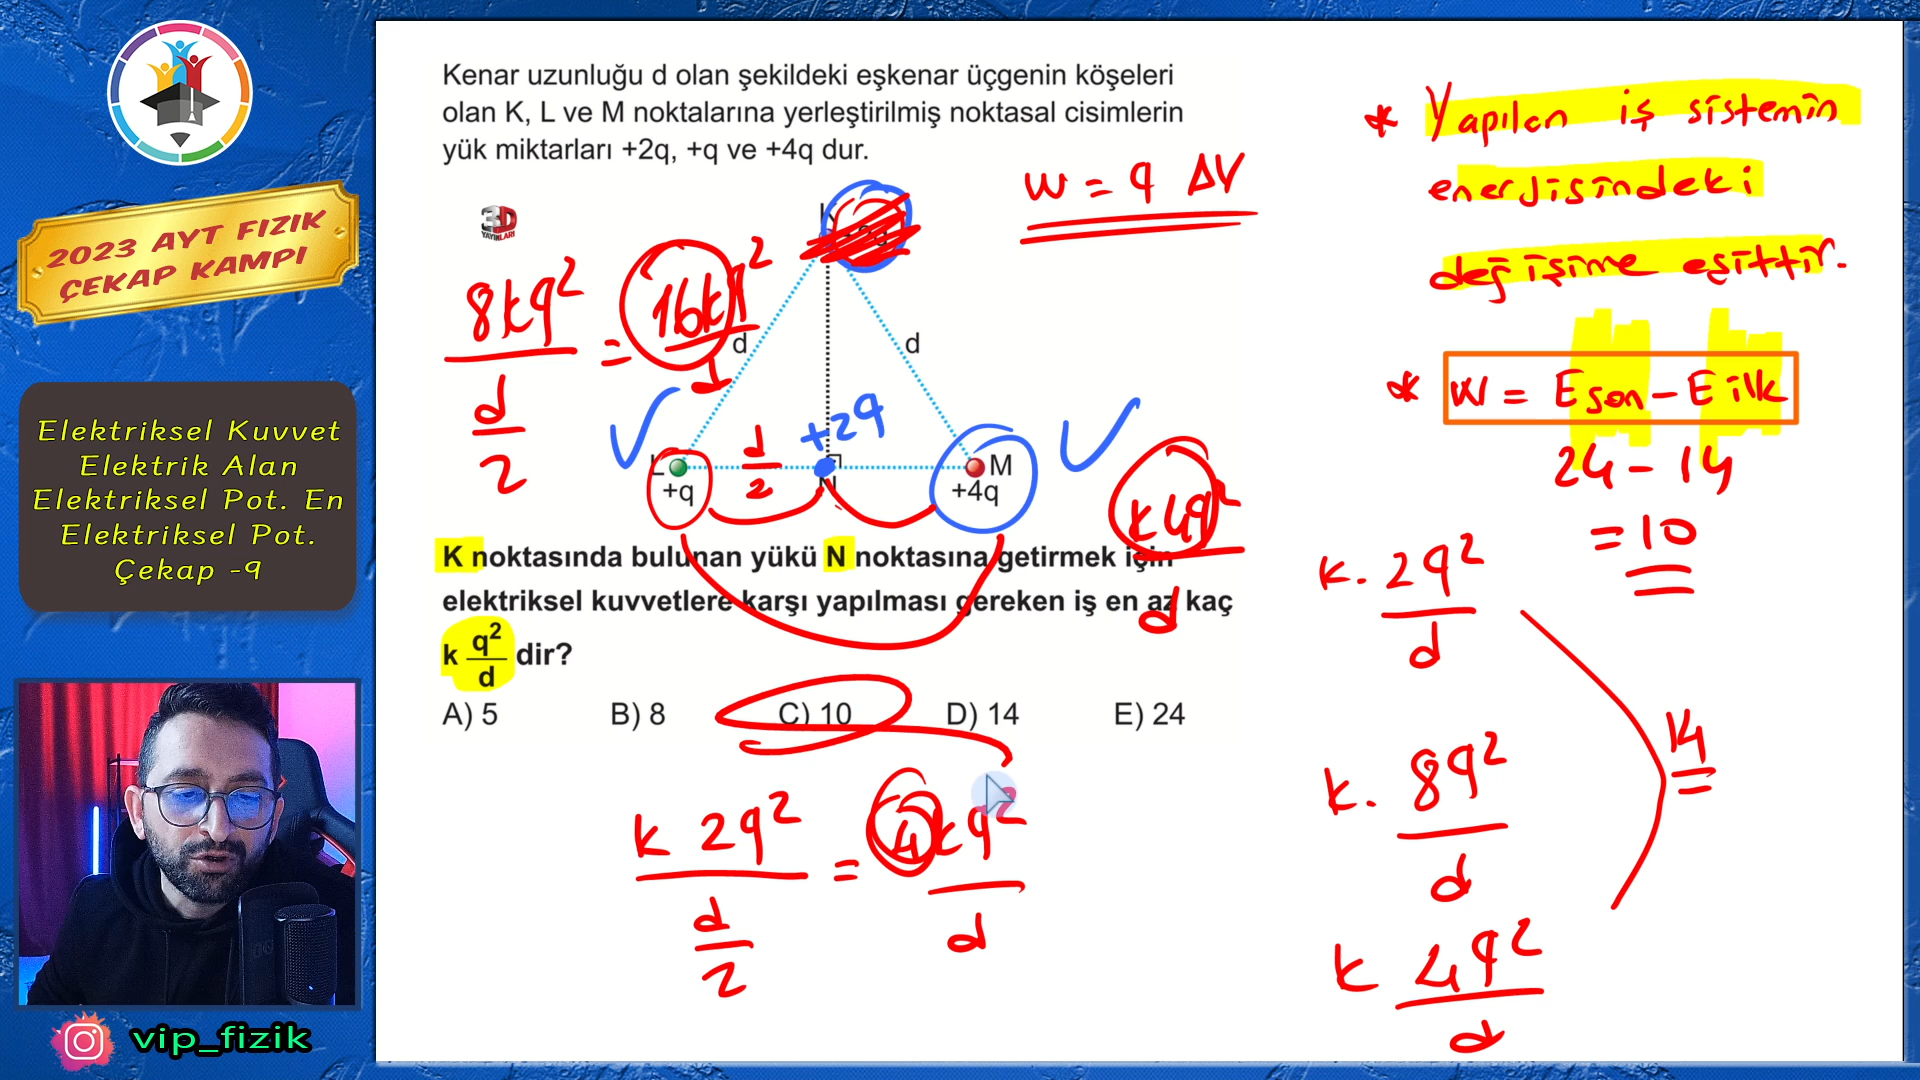 2023 AYT FIZIK
ÇEKAP KAMPI
Elektriksel Kuvvet
Elektrik Alan
Elektriksel Pot. En
Elektriksel Pot.
Çekap -9
vip_fizik
Kenar uzunluğu d olan şekildeki eşkenar üçgenin köşeleri
olan K, L ve M noktalarına yerleştirilmiş noktasal cisimlerin
yük miktarları +2q, +q ve +4q dur.
W = q ΔV
3D
YAYINLARI
8kq² / d/2 = 16kq² / d
d
d
d/2
+2q
L
+q
N
M
+4q
k4q² / d
K noktasında bulunan yükü N noktasına getirmek için
elektriksel kuvvetlere karşı yapılması gereken iş en az kaç
k q²/d dir?
A) 5 B) 8 C) 10 D) 14 E) 24
k 2q² / d/2 = 4kq² / d
* Yapılan iş sistemin
enerjisindeki
değişime eşittir.
* W = Eson - Eilk
24 - 14
= 10
k. 2q² / d
k. 8q² / d
14
k 4q² / d